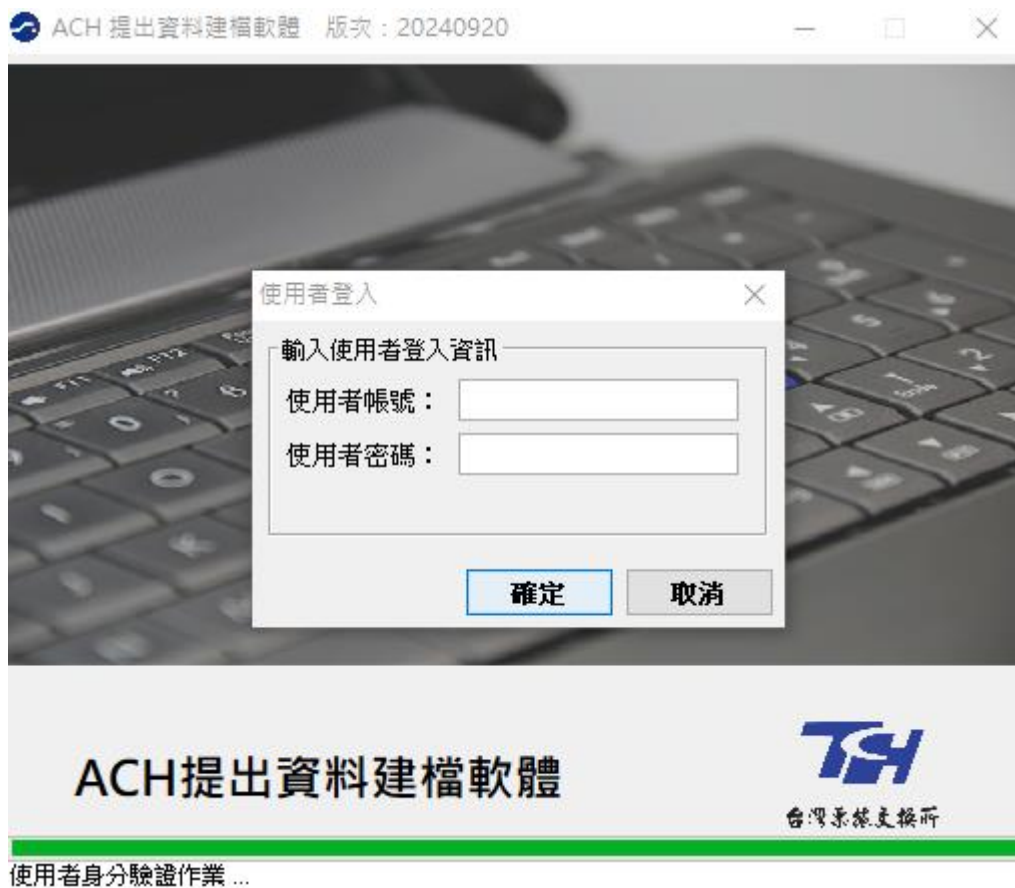 ACH 提出資料建檔軟體 版次：20240920
使用者登入
輸入使用者登入資訊
使用者帳號：
使用者密碼：
確定 取消
ACH提出資料建檔軟體
TCH
台灣票據交換所
使用者身分驗證作業 ...